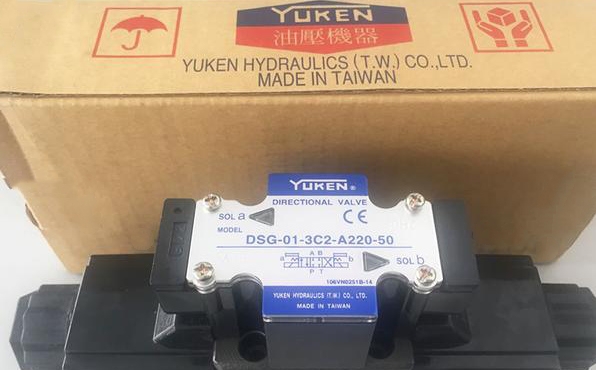 YUKEN
油壓機器
YUKEN HYDRAULICS (T.W.) CO.,LTD.
MADE IN TAIWAN
YUKEN®
DIRECTIONAL VALVE
SOL a
CE
MODEL
DSG-01-3C2-A220-50
A B
a b
P T
SOL b
106VN0251B-14
YUKEN HYDRAULICS (T.W.) CO., LTD.
MADE IN TAIWAN